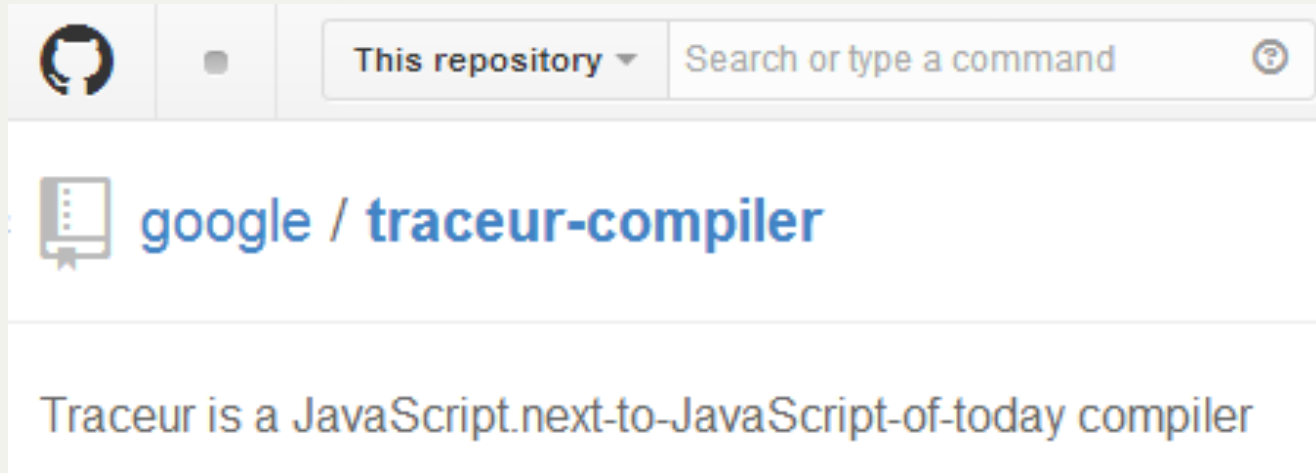 This repository Search or type a command
google / traceur-compiler
Traceur is a JavaScript.next-to-JavaScript-of-today compiler